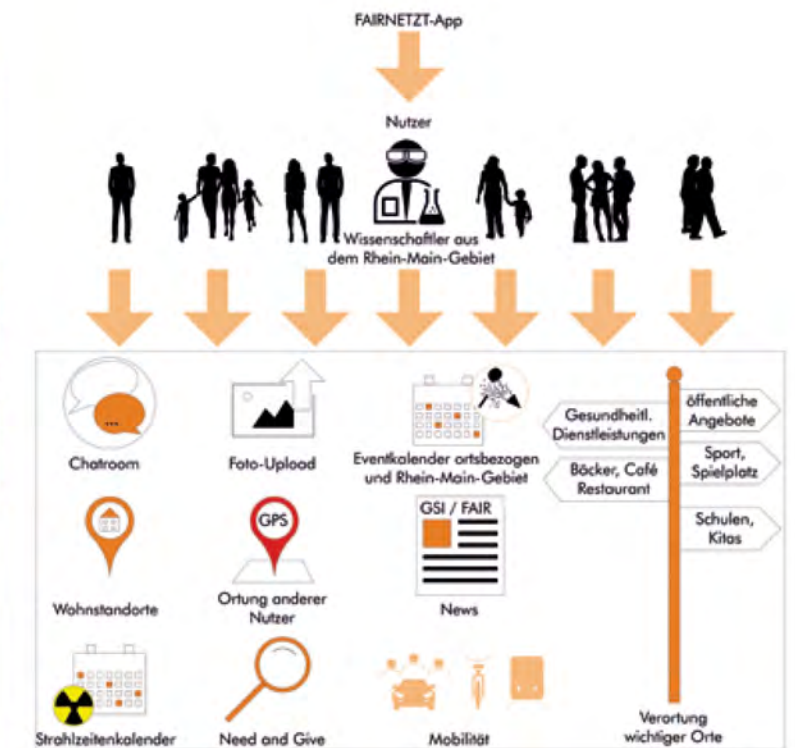 FAIRNETZT-App
Nutzer
Wissenschaftler aus
dem Rhein-Main-Gebiet
Chatroom
Foto-Upload
Eventkalender ortsbezogen
und Rhein-Main-Gebiet
Gesundheitl.
Dienstleistungen
öffentliche
Angebote
Bäcker, Café
Restaurant
Sport,
Spielplatz
Schulen,
Kitas
Wohnstandorte
GPS
Ortung anderer
Nutzer
GSI / FAIR
News
Strahlzeitenkalender
Need and Give
Mobilität
Verortung
wichtiger Orte